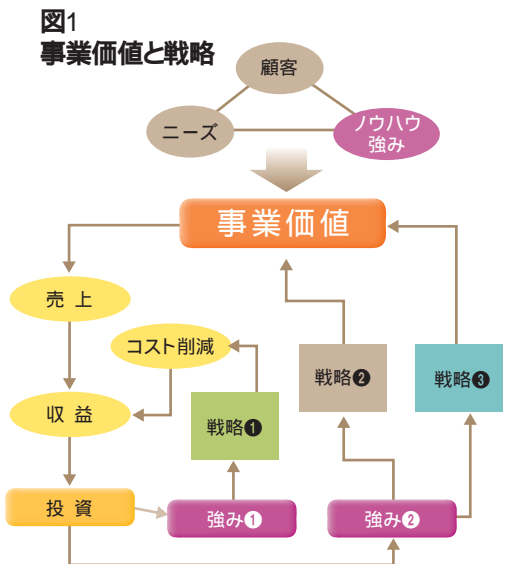 図1
事業価値と戦略
顧客
ニーズ
ノウハウ
強み
事業価値
売上
コスト削減
戦略❷
戦略❸
収益
戦略❶
投資
強み❶
強み❷